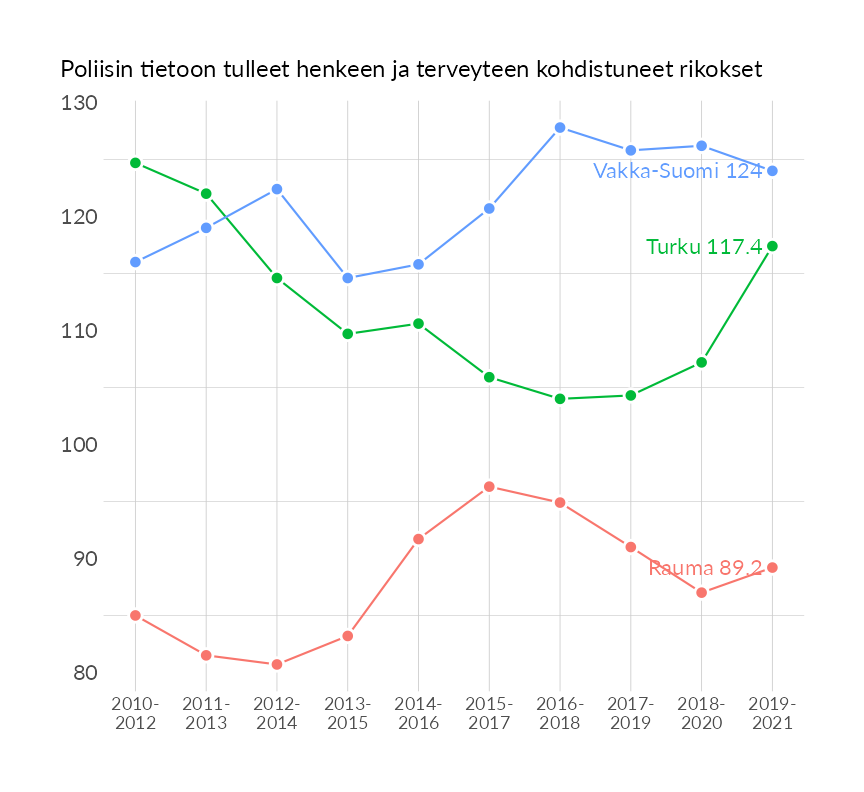 Poliisin tietoon tulleet henkeen ja terveyteen kohdistuneet rikokset
130
120
110
100
90
80
Vakka-Suomi 124
Turku 117.4
Rauma 89.2
2010- 2011- 2012- 2013- 2014- 2015- 2016- 2017- 2018- 2019-
2012 2013 2014 2015 2016 2017 2018 2019 2020 2021